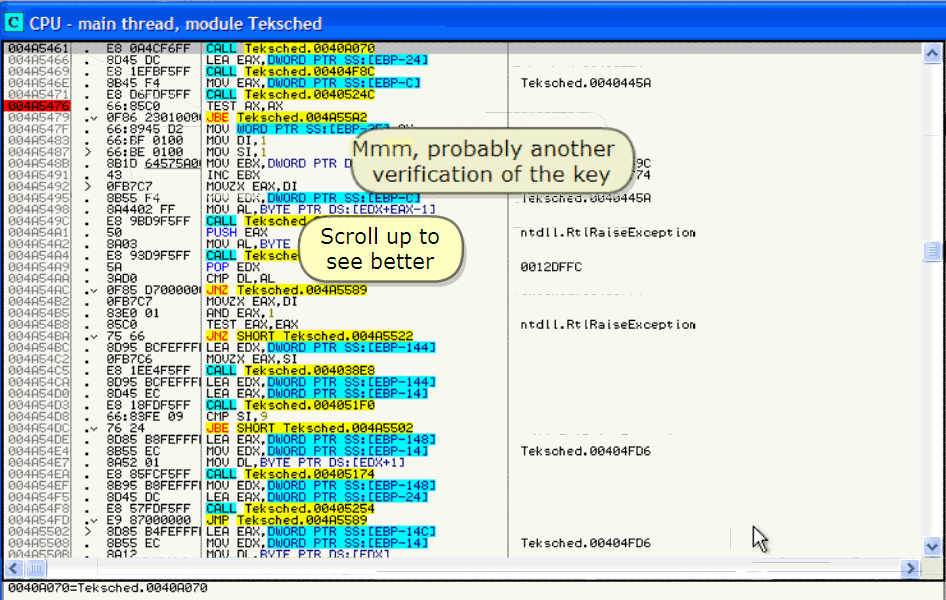 C CPU - main thread, module Teksched
004A5461 . E8 0A4CF6FF CALL Teksched.0040A070
004A5466 . 8D45 DC LEA EAX,DWORD PTR SS:[EBP-24]
004A5469 . E8 1EFBF5FF CALL Teksched.00404F8C
004A546E . 8B45 F4 MOV EAX,DWORD PTR SS:[EBP-C] Teksched.0040445A
004A5471 . E8 D6FDF5FF CALL Teksched.0040524C
004A5476 . 66:85C0 TEST AX,AX
004A5479 .v 0F86 23010000 JBE Teksched.004A55A2
004A547F . 66:8945 D2 MOV WORD PTR SS:[EBP-2E],AX
004A5483 . 66:BF 0100 MOV DI,1
004A5487 > 66:BE 0100 MOV SI,1
004A548B . 8B1D 64575A00 MOV EBX,DWORD PTR D 9C
004A5491 . 43 INC EBX 74
004A5492 > 0FB7C7 MOVZX EAX,DI
004A5495 . 8B55 F4 MOV EDX,DWORD PTR SS:[EBP-C] Teksched.0040445A
004A5498 . 8A4402 FF MOV AL,BYTE PTR DS:[EDX+EAX-1]
004A549C . E8 9BD9F5FF CALL Teksched
004A54A1 . 50 PUSH EAX ntdll.RtlRaiseException
004A54A2 . 8A03 MOV AL,BYTE
004A54A4 . E8 93D9F5FF CALL Teksche
004A54A9 . 5A POP EDX 0012DFFC
004A54AA . 3AD0 CMP DL,AL
004A54AC .v 0F85 D7000000 JNZ Teksched.004A5589
004A54B2 . 0FB7C7 MOVZX EAX,DI
004A54B5 . 83E0 01 AND EAX,1
004A54B8 . 85C0 TEST EAX,EAX ntdll.RtlRaiseException
004A54BA .v 75 66 JNZ SHORT Teksched.004A5522
004A54BC . 8D95 BCFEFFFF LEA EDX,DWORD PTR SS:[EBP-144]
004A54C2 . 0FB7C6 MOVZX EAX,SI
004A54C5 . E8 1EE4F5FF CALL Teksched.004038E8
004A54CA . 8D95 BCFEFFFF LEA EDX,DWORD PTR SS:[EBP-144]
004A54D0 . 8D45 EC LEA EAX,DWORD PTR SS:[EBP-14]
004A54D3 . E8 18FDF5FF CALL Teksched.004051F0
004A54D8 . 66:83FE 09 CMP SI,9
004A54DC .v 76 24 JBE SHORT Teksched.004A5502
004A54DE . 8D85 B8FEFFFF LEA EAX,DWORD PTR SS:[EBP-148]
004A54E4 . 8B55 EC MOV EDX,DWORD PTR SS:[EBP-14] Teksched.00404FD6
004A54E7 . 8A52 01 MOV DL,BYTE PTR DS:[EDX+1]
004A54EA . E8 85FCF5FF CALL Teksched.00405174
004A54EF . 8B95 B8FEFFFF MOV EDX,DWORD PTR SS:[EBP-148]
004A54F5 . 8D45 DC LEA EAX,DWORD PTR SS:[EBP-24]
004A54F8 . E8 57FDF5FF CALL Teksched.00405254
004A54FD .v E9 87000000 JMP Teksched.004A5589
004A5502 > 8D85 B4FEFFFF LEA EAX,DWORD PTR SS:[EBP-14C]
004A5508 . 8B55 EC MOV EDX,DWORD PTR SS:[EBP-14] Teksched.00404FD6
004A550B . 8A12 MOV DL,BYTE PTR DS:[EDX]
Mmm, probably another
verification of the key
Scroll up to
see better
0040A070=Teksched.0040A070